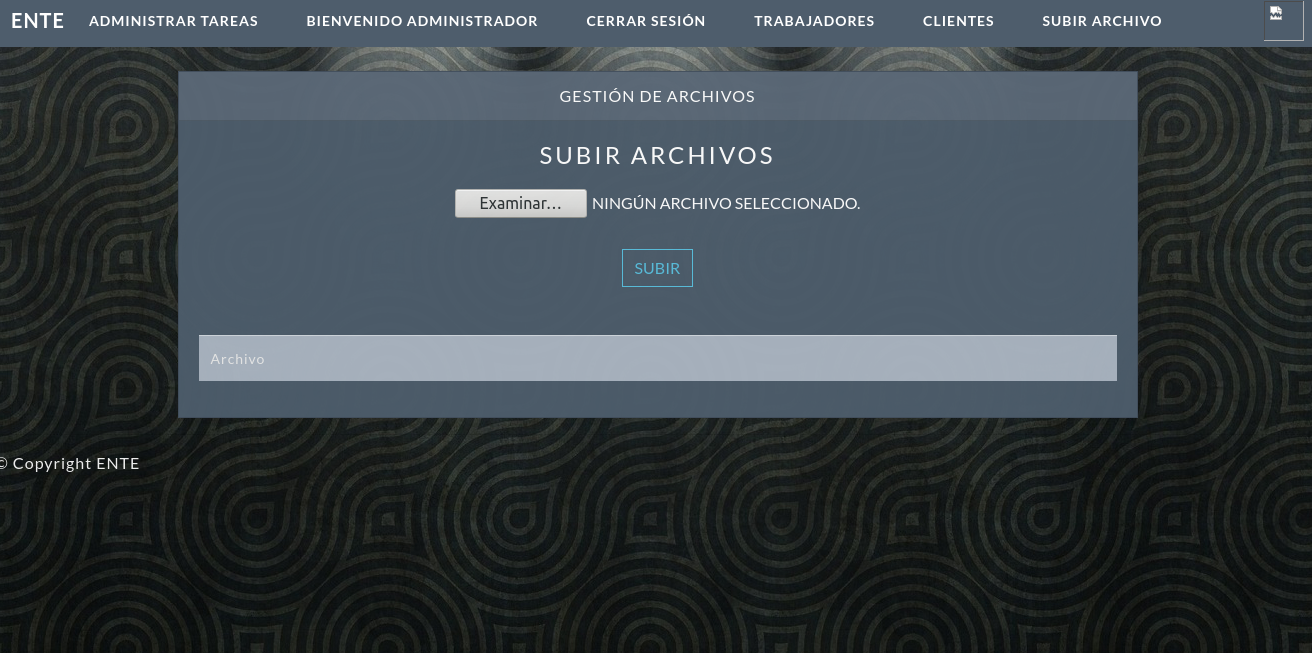 ENTE ADMINISTRAR TAREAS BIENVENIDO ADMINISTRADOR CERRAR SESIÓN TRABAJADORES CLIENTES SUBIR ARCHIVO
GESTIÓN DE ARCHIVOS
SUBIR ARCHIVOS
Examinar... NINGÚN ARCHIVO SELECCIONADO.
SUBIR
Archivo
© Copyright ENTE